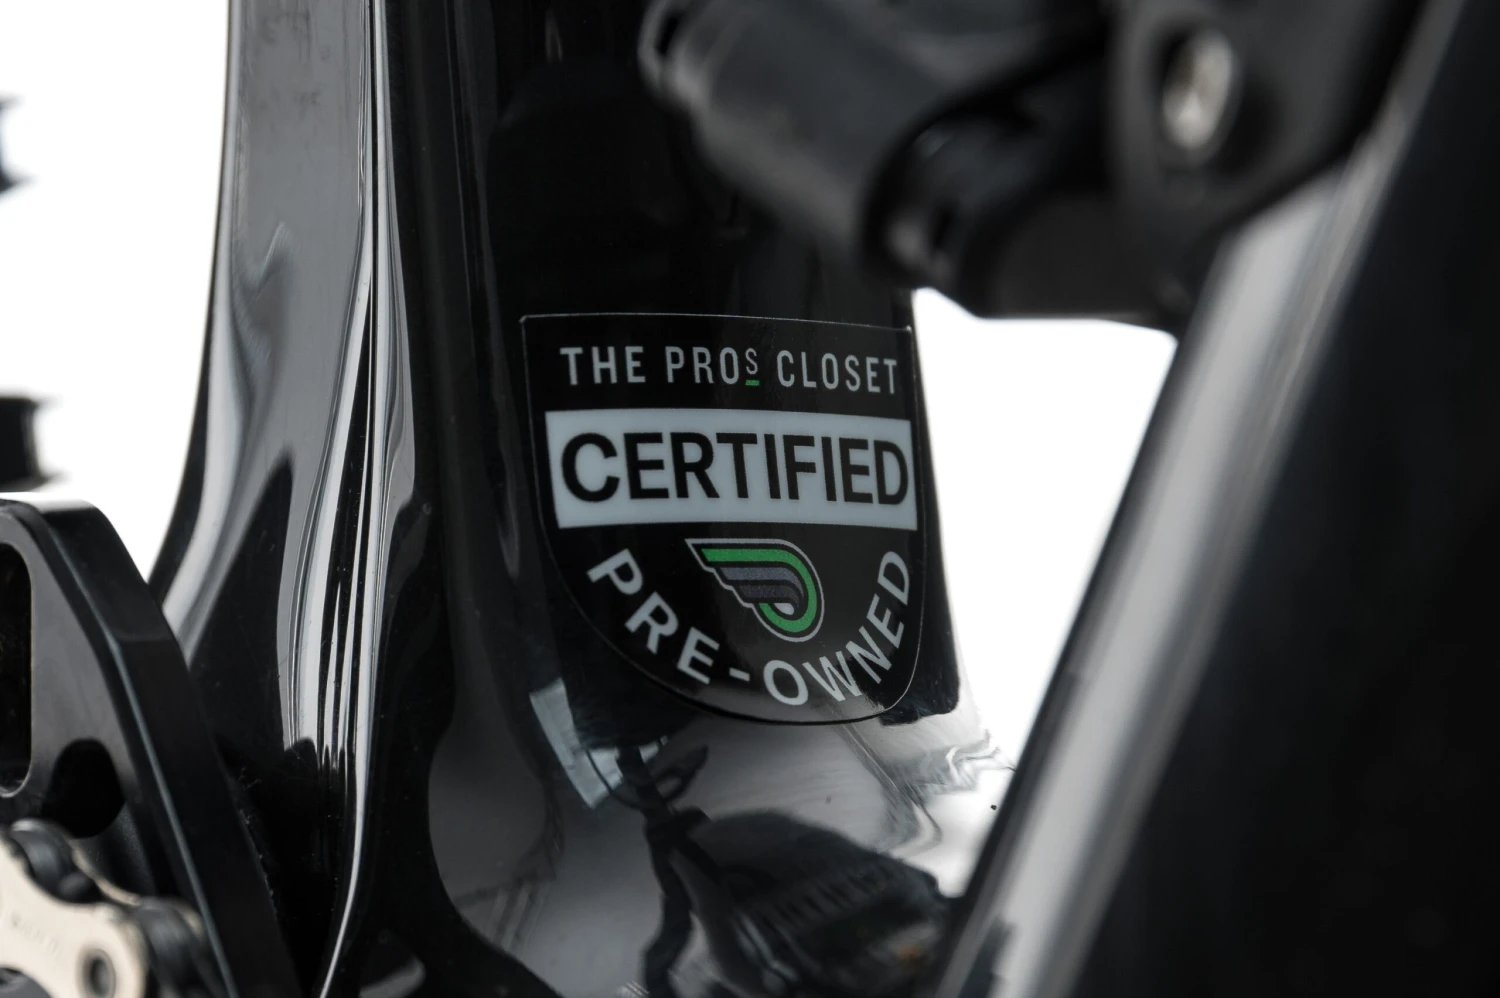 THE PROS CLOSET
CERTIFIED
PRE-OWNED